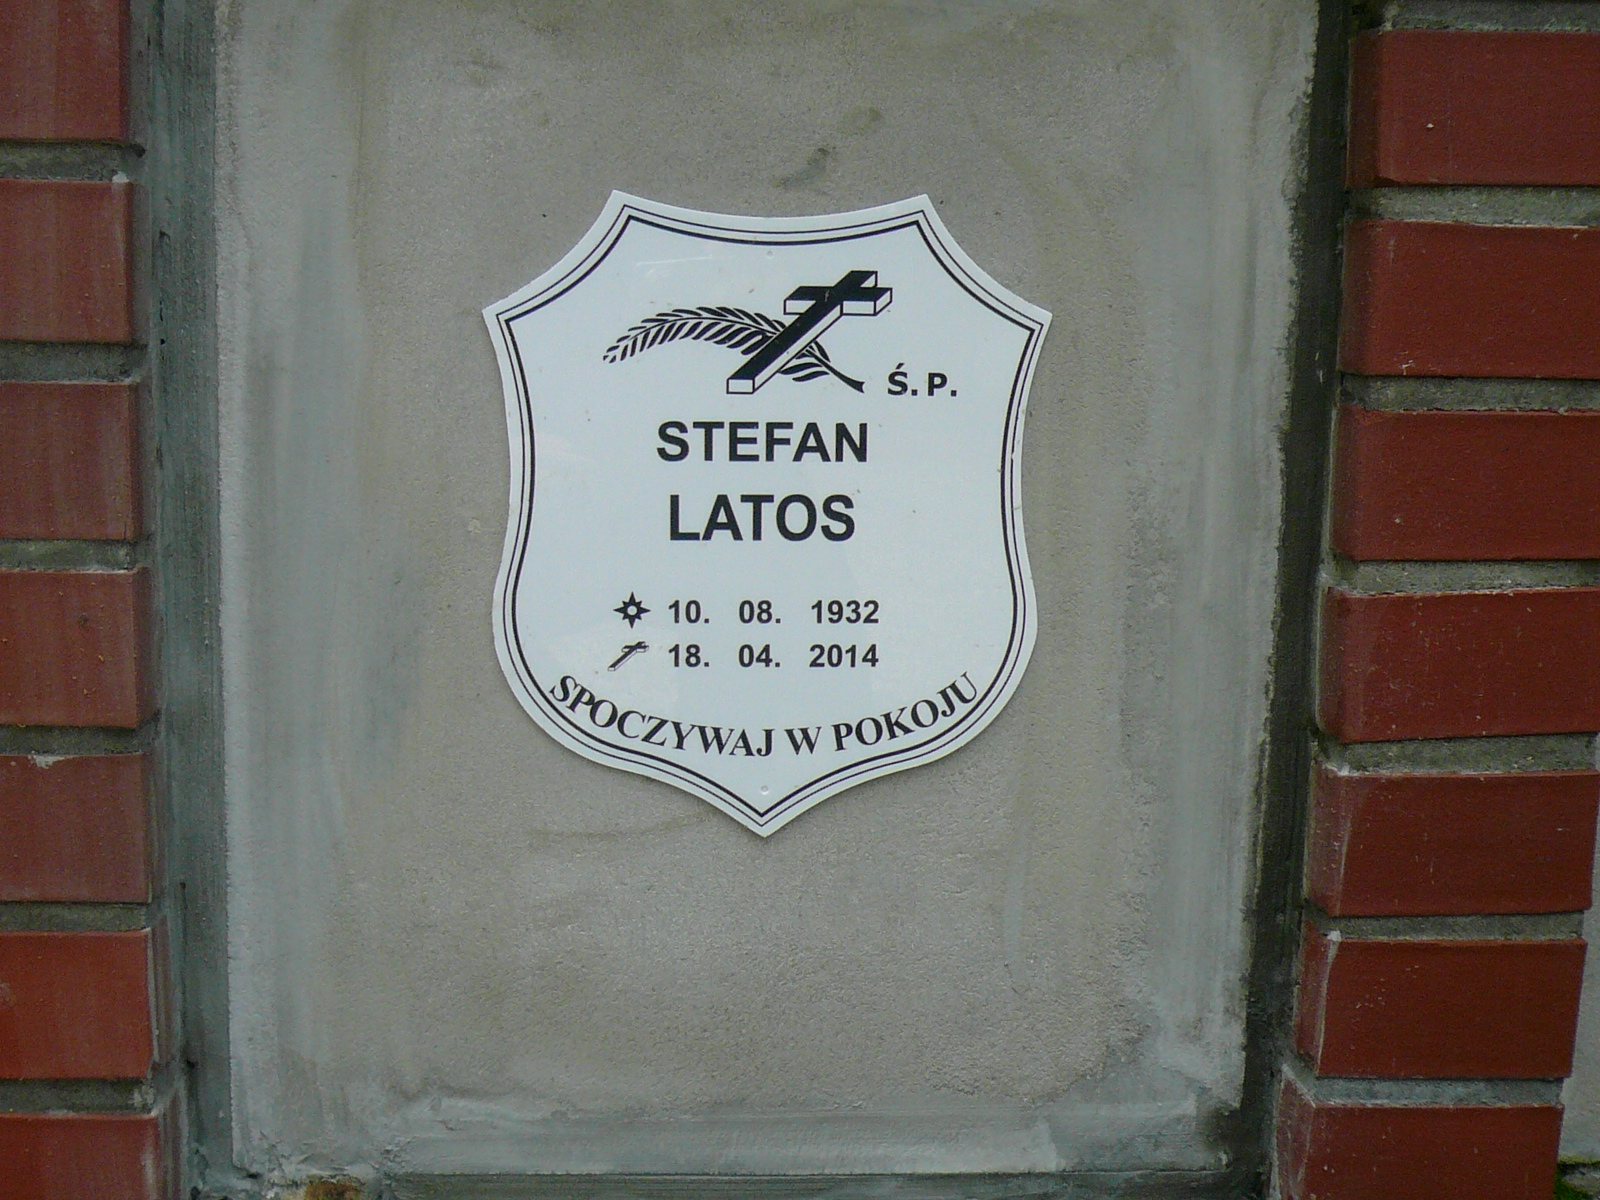 Ś.P.
STEFAN
LATOS
10. 08. 1932
18. 04. 2014
SPOCZYWAJ W POKOJU